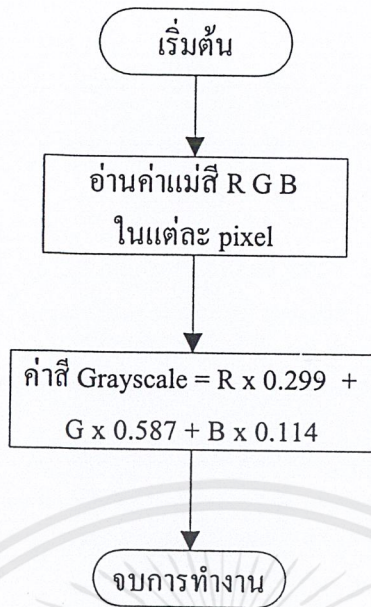 เริ่มต้น
อ่านค่าแม่สี R G B
ในแต่ละ pixel
ค่าสี Grayscale = R x 0.299 +
G x 0.587 + B x 0.114
จบการทำงาน